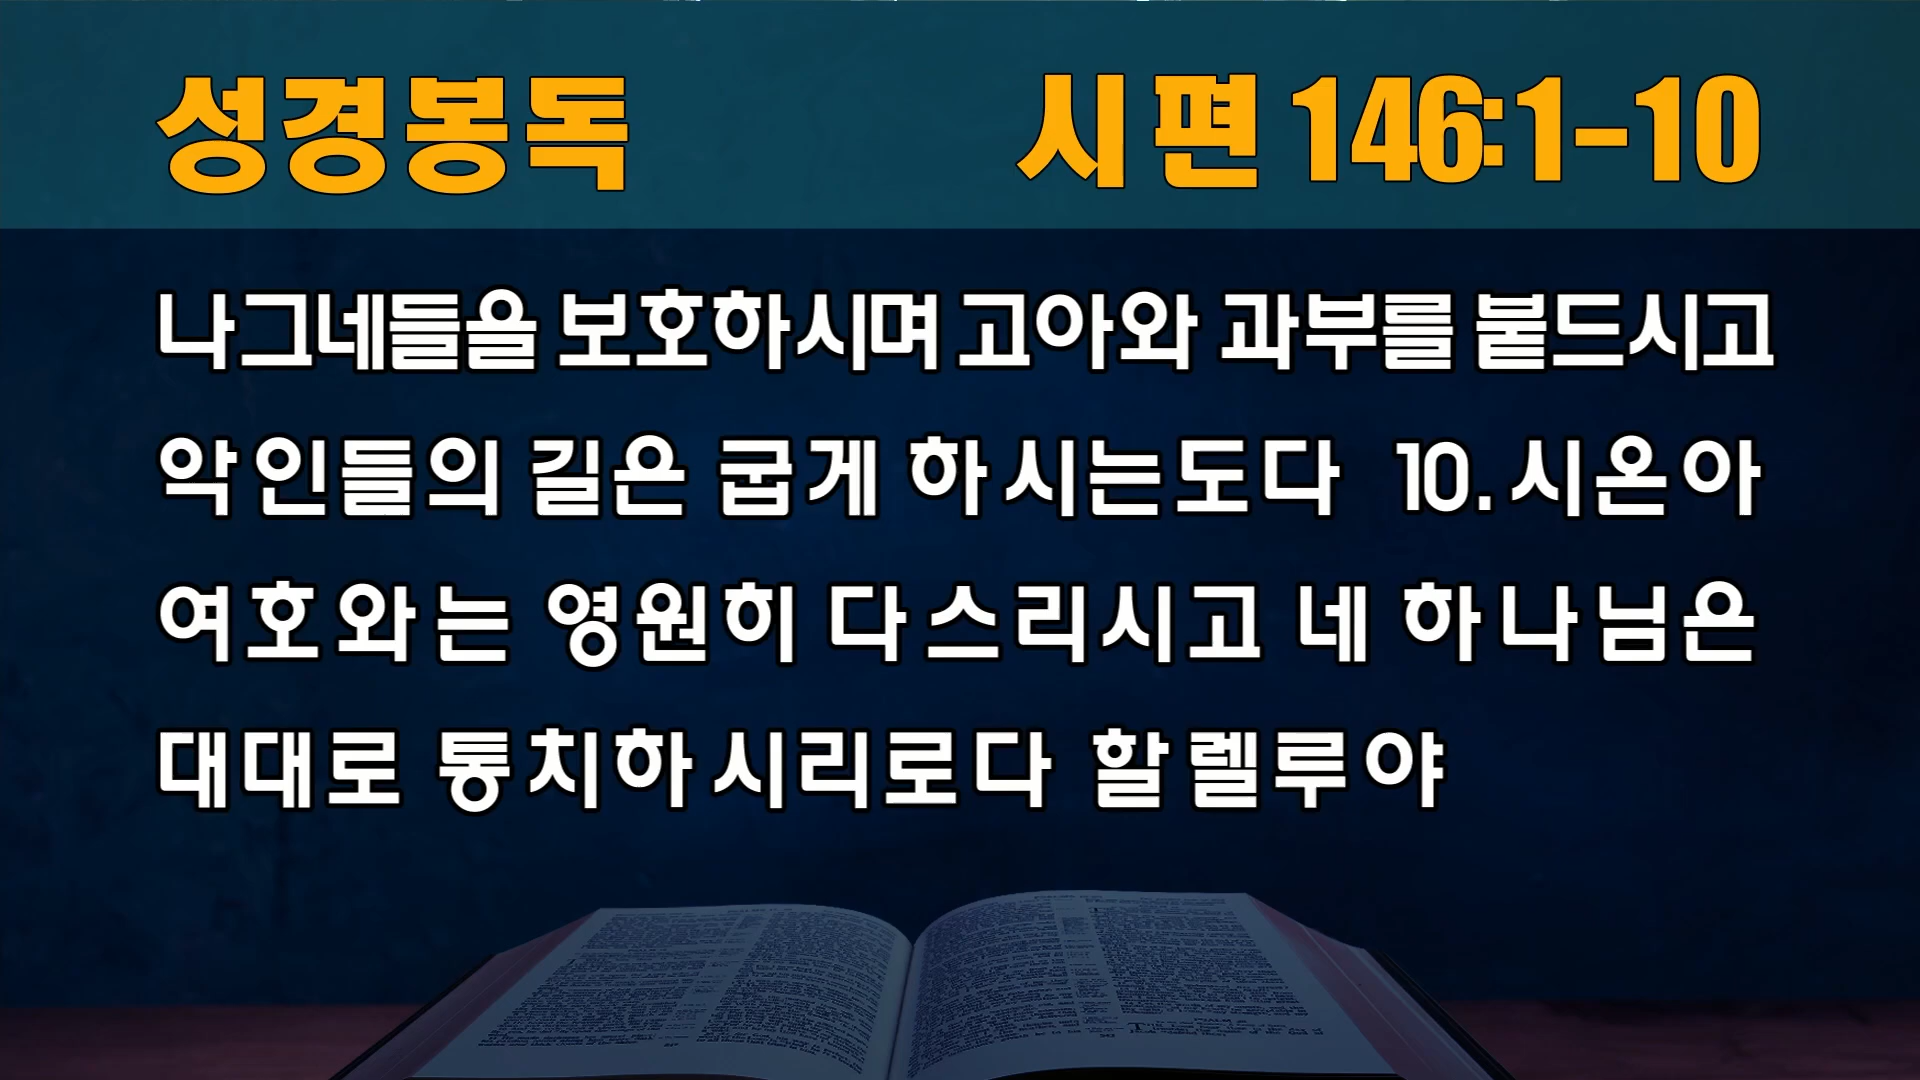 성경봉독 시편 146:1-10
나그네들을 보호하시며 고아와 과부를 붙드시고
악인들의 길은 굽게 하시는도다 10. 시온아
여호와는 영원히 다스리시고 네 하나님은
대대로 통치하시리로다 할렐루야